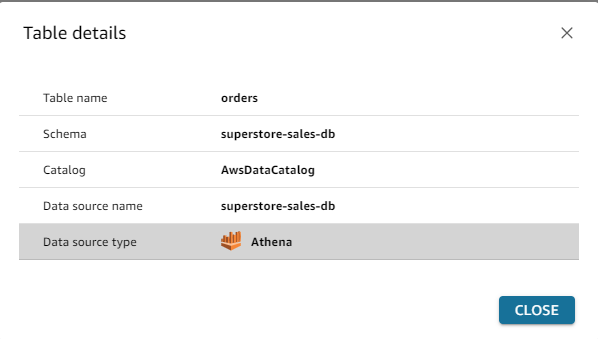 Table details
Table name orders
Schema superstore-sales-db
Catalog AwsDataCatalog
Data source name superstore-sales-db
Data source type Athena
CLOSE